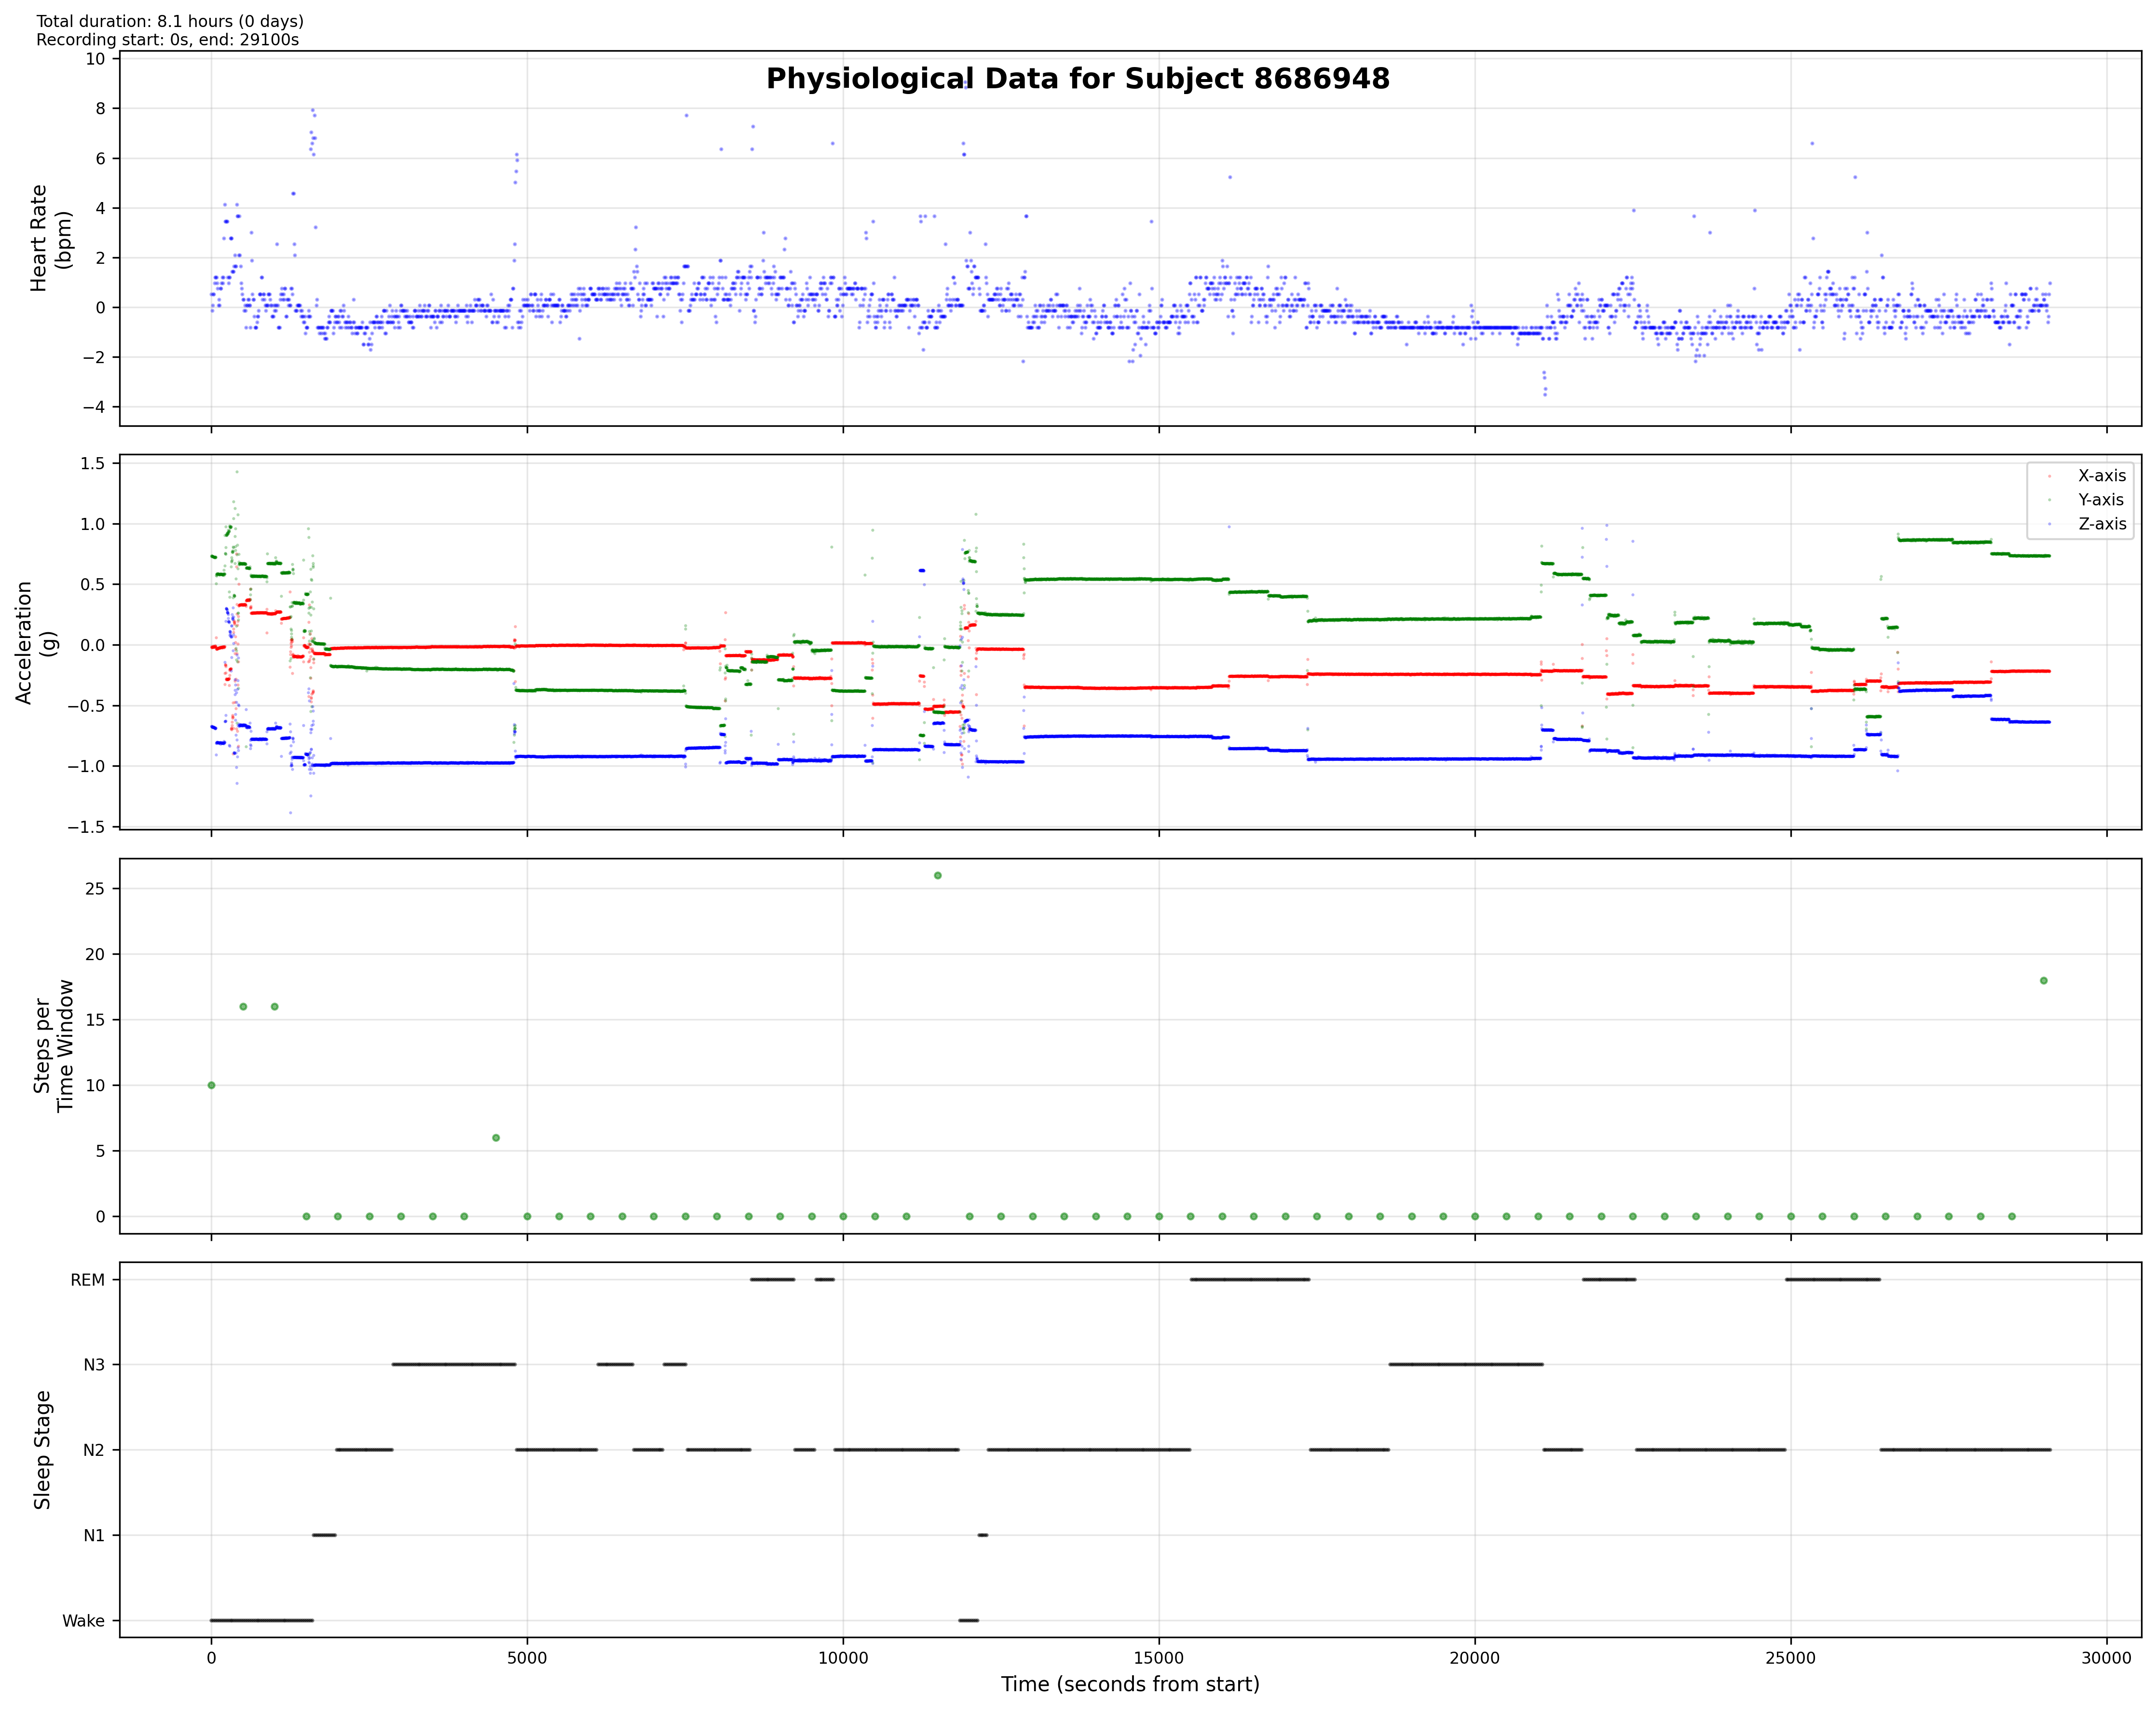 Total duration: 8.1 hours (0 days)
Recording start: 0s, end: 29100s
Physiological Data for Subject 8686948
Heart Rate
(bpm)
10
8
6
4
2
0
−2
−4
Acceleration
(g)
1.5
1.0
0.5
0.0
−0.5
−1.0
−1.5
X-axis
Y-axis
Z-axis
Steps per
Time Window
25
20
15
10
5
0
Sleep Stage
REM
N3
N2
N1
Wake
0
5000
10000
15000
20000
25000
30000
Time (seconds from start)